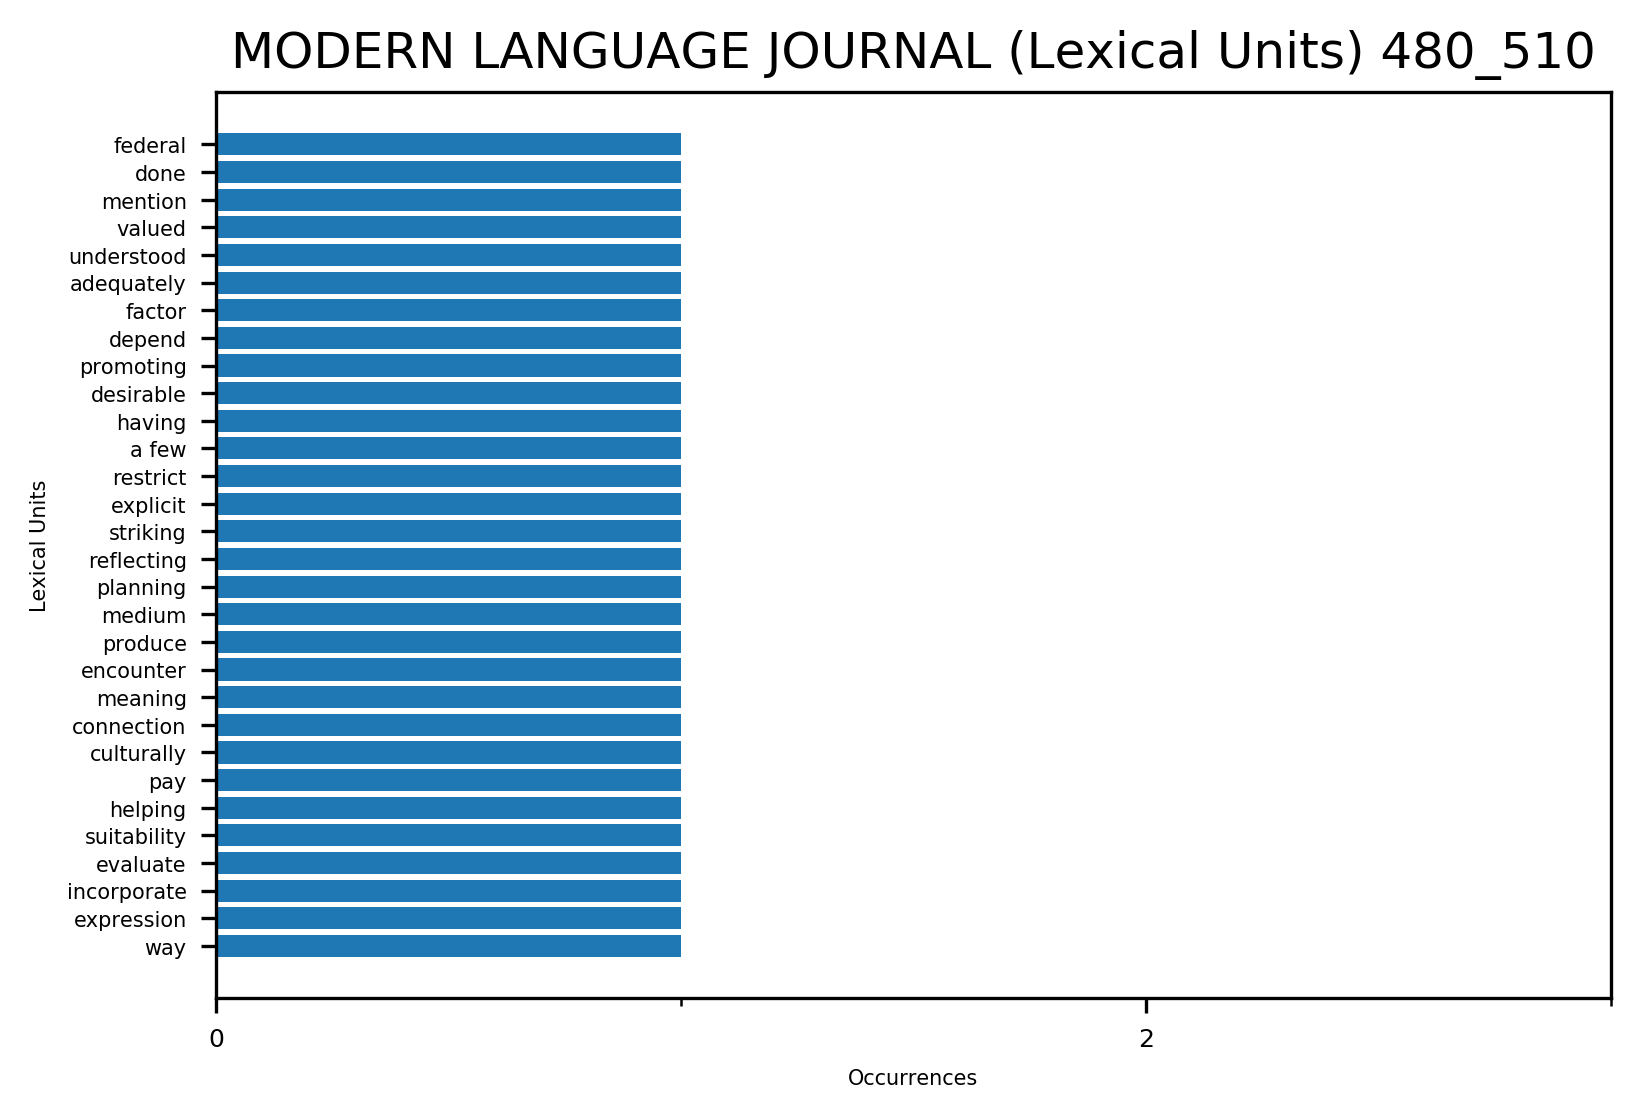 MODERN LANGUAGE JOURNAL (Lexical Units) 480_510
federal
done
mention
valued
understood
adequately
factor
depend
promoting
desirable
having
a few
restrict
explicit
striking
reflecting
planning
medium
produce
encounter
meaning
connection
culturally
pay
helping
suitability
evaluate
incorporate
expression
way
Lexical Units
0
2
Occurrences